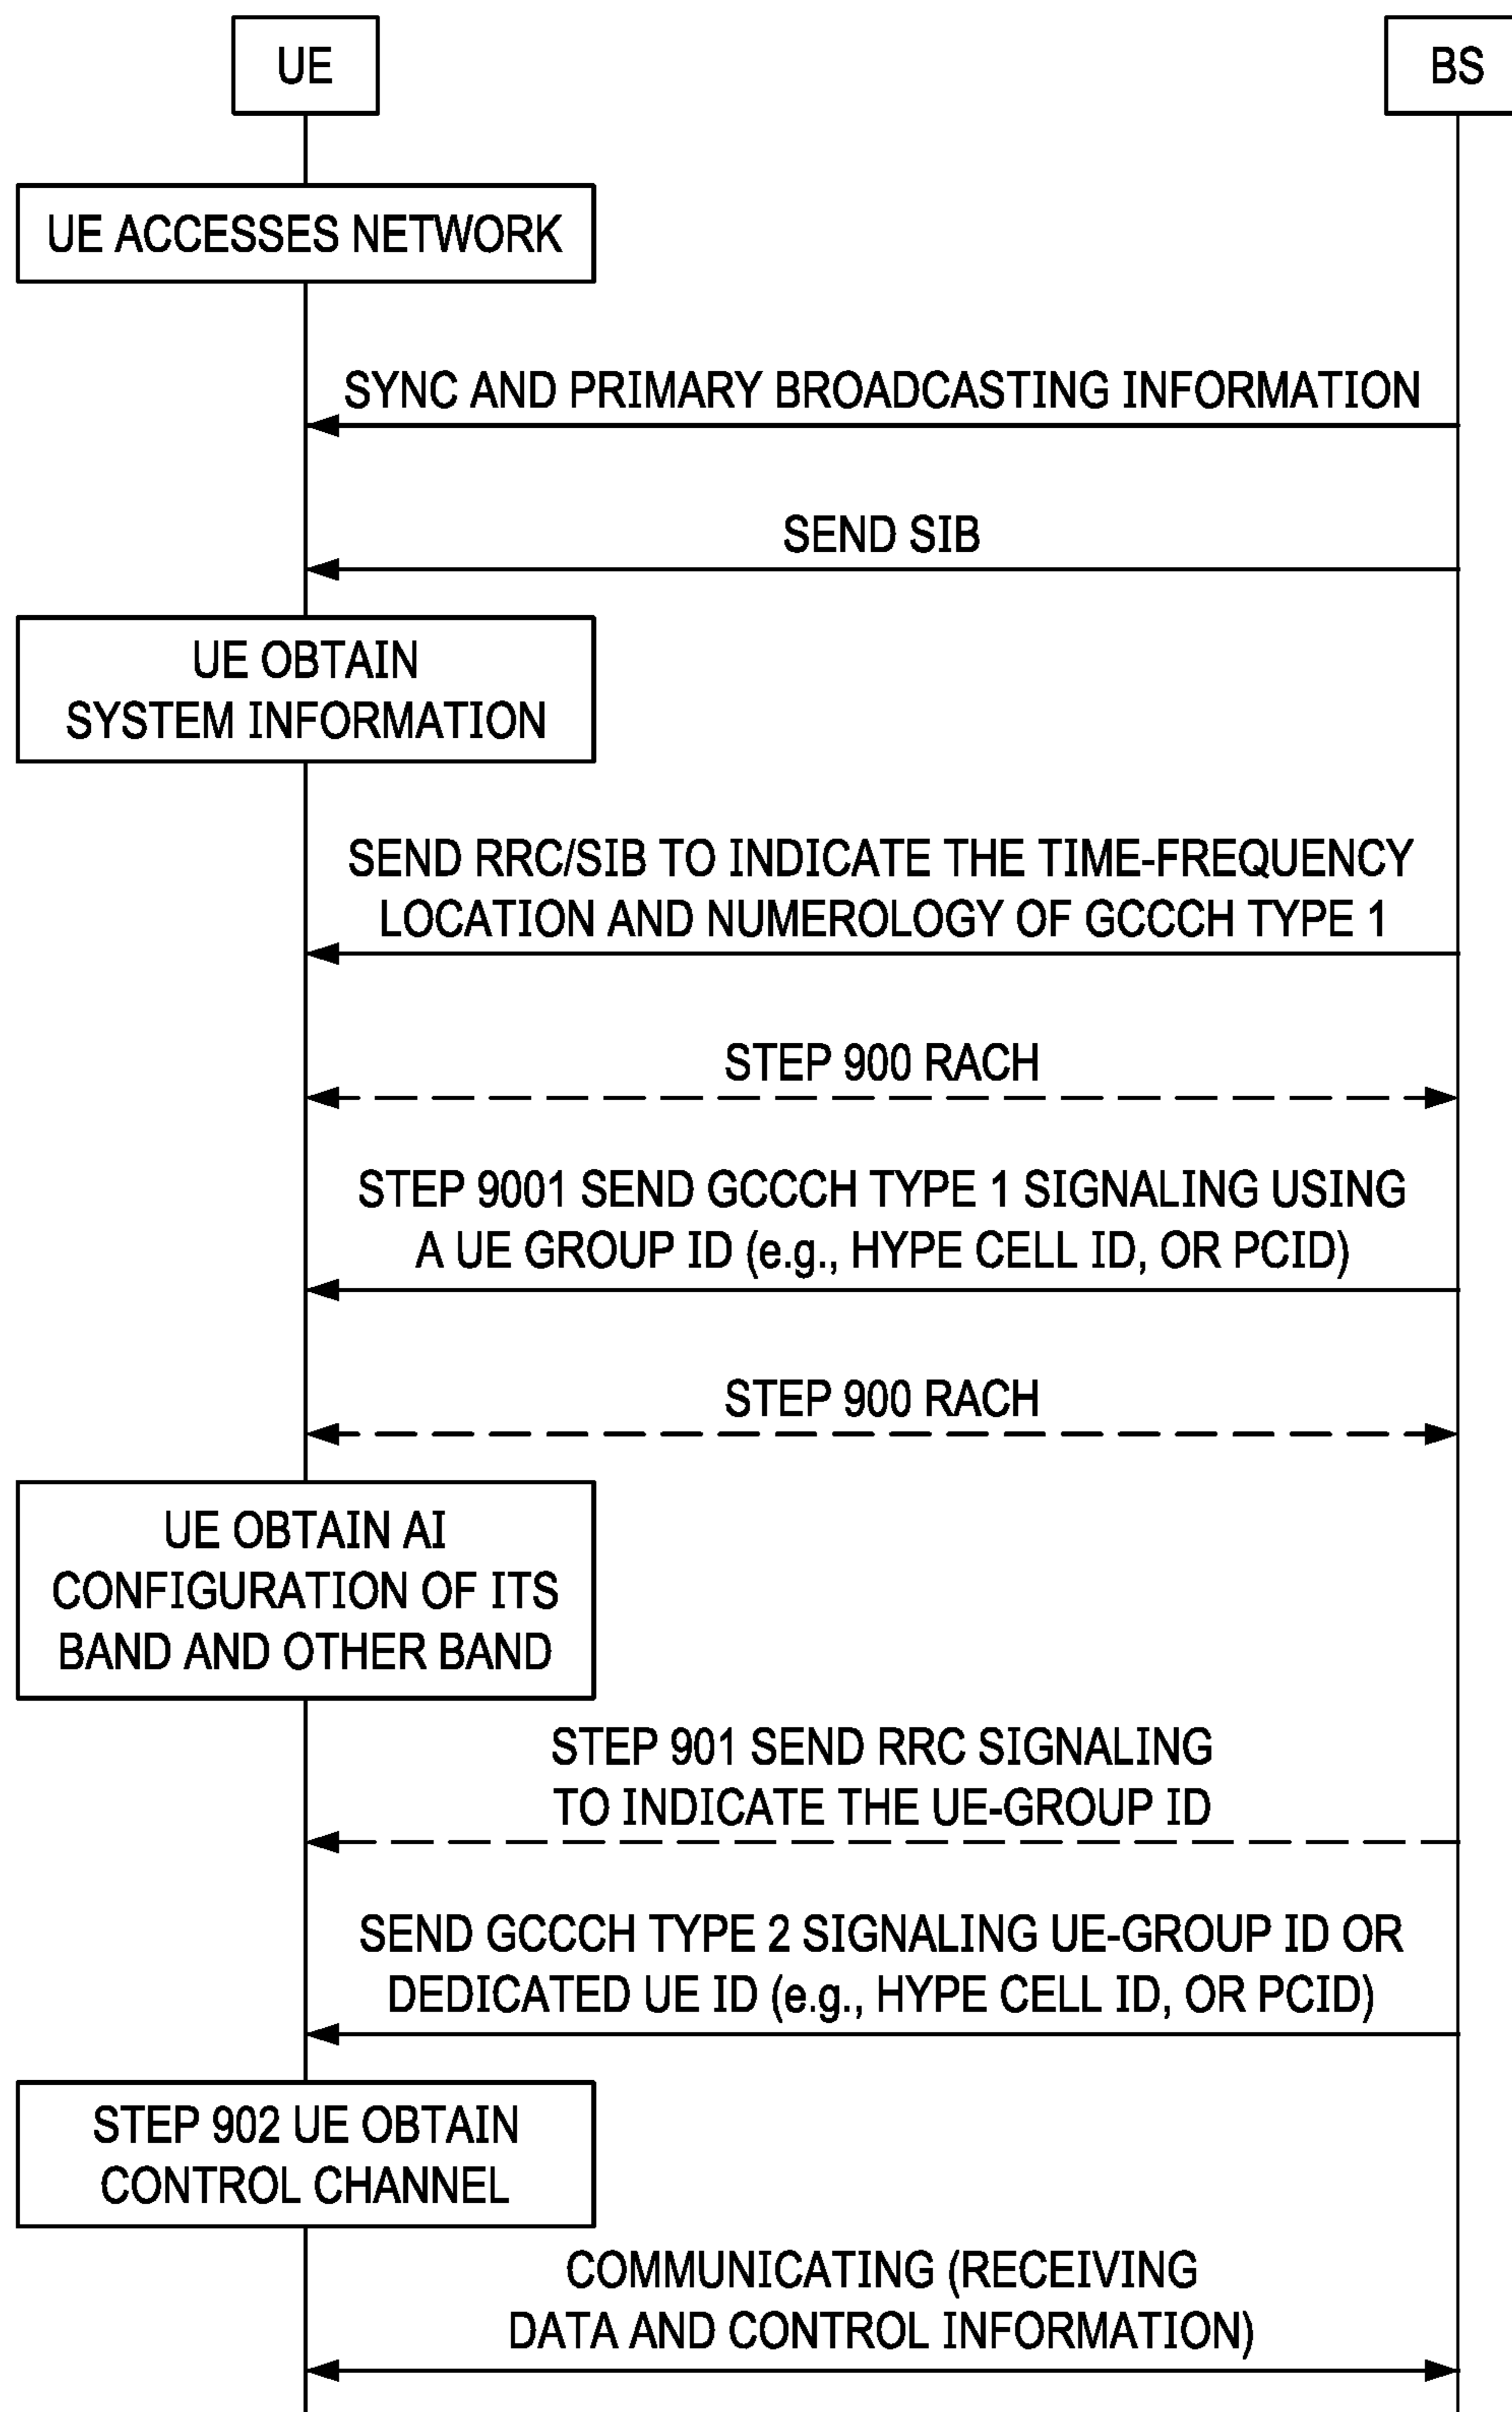 UE
BS
UE ACCESSES NETWORK
SYNC AND PRIMARY BROADCASTING INFORMATION
SEND SIB
UE OBTAIN
SYSTEM INFORMATION
SEND RRC/SIB TO INDICATE THE TIME-FREQUENCY
LOCATION AND NUMEROLOGY OF GCCCH TYPE 1
STEP 900 RACH
STEP 9001 SEND GCCCH TYPE 1 SIGNALING USING
A UE GROUP ID (e.g., HYPE CELL ID, OR PCID)
STEP 900 RACH
UE OBTAIN AI
CONFIGURATION OF ITS
BAND AND OTHER BAND
STEP 901 SEND RRC SIGNALING
TO INDICATE THE UE-GROUP ID
SEND GCCCH TYPE 2 SIGNALING UE-GROUP ID OR
DEDICATED UE ID (e.g., HYPE CELL ID, OR PCID)
STEP 902 UE OBTAIN
CONTROL CHANNEL
COMMUNICATING (RECEIVING
DATA AND CONTROL INFORMATION)